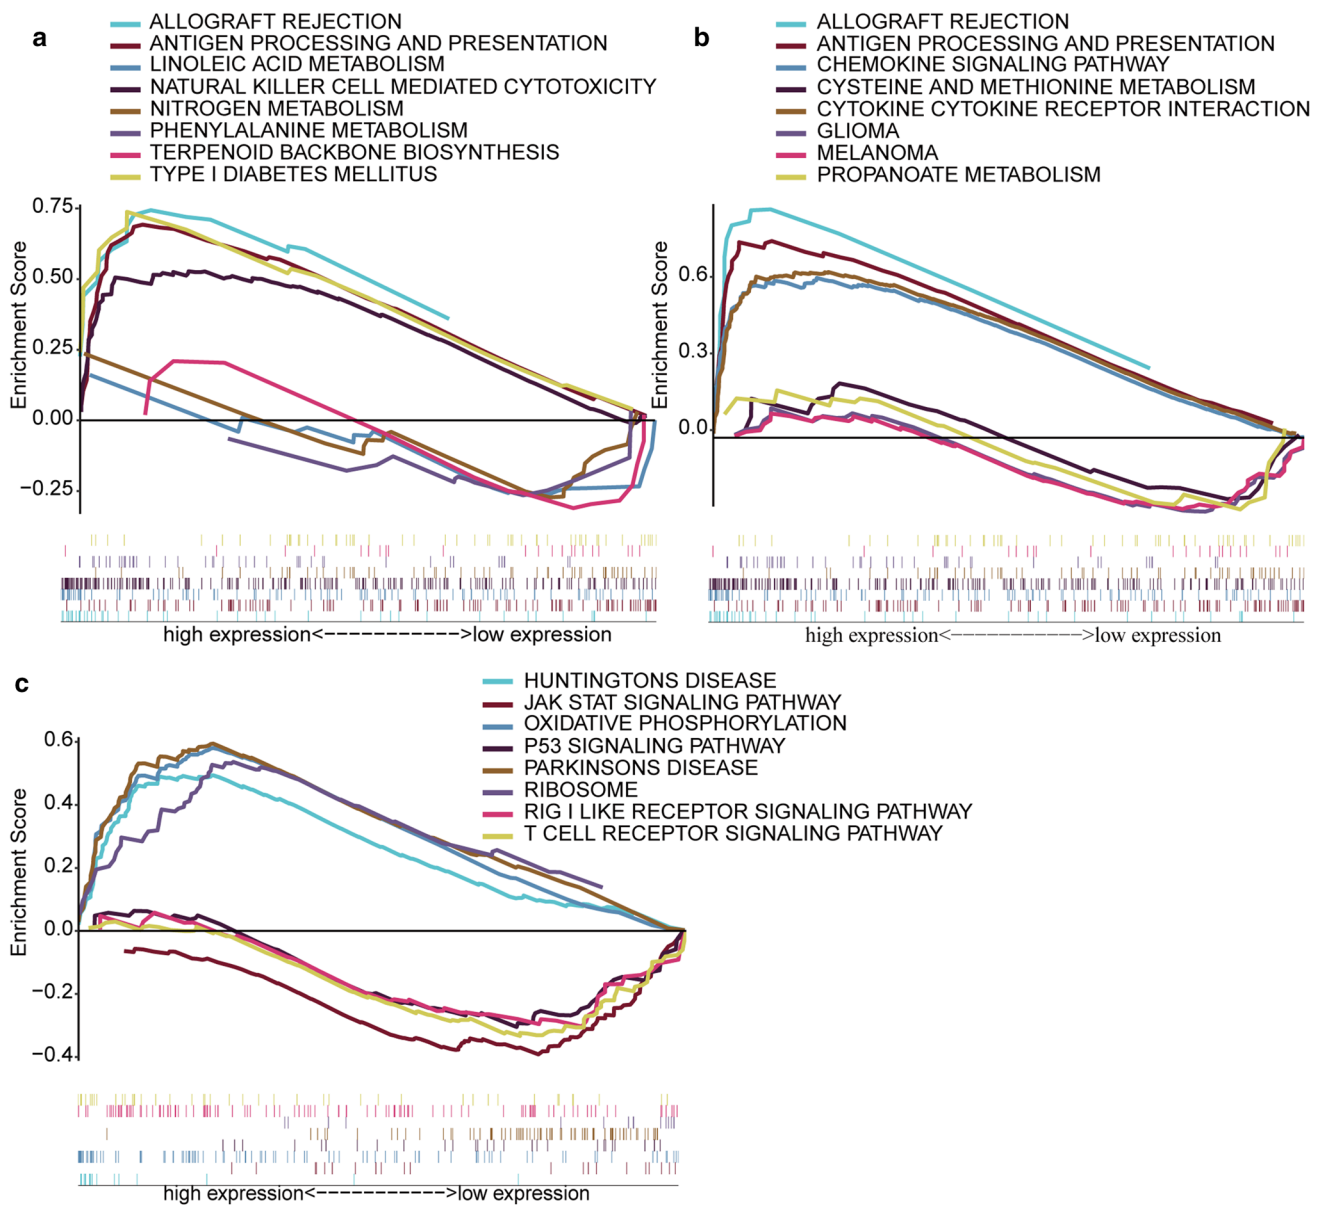 a
ALLOGRAFT REJECTION
ANTIGEN PROCESSING AND PRESENTATION
LINOLEIC ACID METABOLISM
NATURAL KILLER CELL MEDIATED CYTOTOXICITY
NITROGEN METABOLISM
PHENYLALANINE METABOLISM
TERPENOID BACKBONE BIOSYNTHESIS
TYPE I DIABETES MELLITUS
Enrichment Score
0.75
0.50
0.25
0.00
−0.25
high expression<----------->low expression
b
ALLOGRAFT REJECTION
ANTIGEN PROCESSING AND PRESENTATION
CHEMOKINE SIGNALING PATHWAY
CYSTEINE AND METHIONINE METABOLISM
CYTOKINE CYTOKINE RECEPTOR INTERACTION
GLIOMA
MELANOMA
PROPANOATE METABOLISM
Enrichment Score
0.6
0.3
0.0
high expression<----------->low expression
c
HUNTINGTONS DISEASE
JAK STAT SIGNALING PATHWAY
OXIDATIVE PHOSPHORYLATION
P53 SIGNALING PATHWAY
PARKINSONS DISEASE
RIBOSOME
RIG I LIKE RECEPTOR SIGNALING PATHWAY
T CELL RECEPTOR SIGNALING PATHWAY
Enrichment Score
0.6
0.4
0.2
0.0
−0.2
−0.4
high expression<----------->low expression